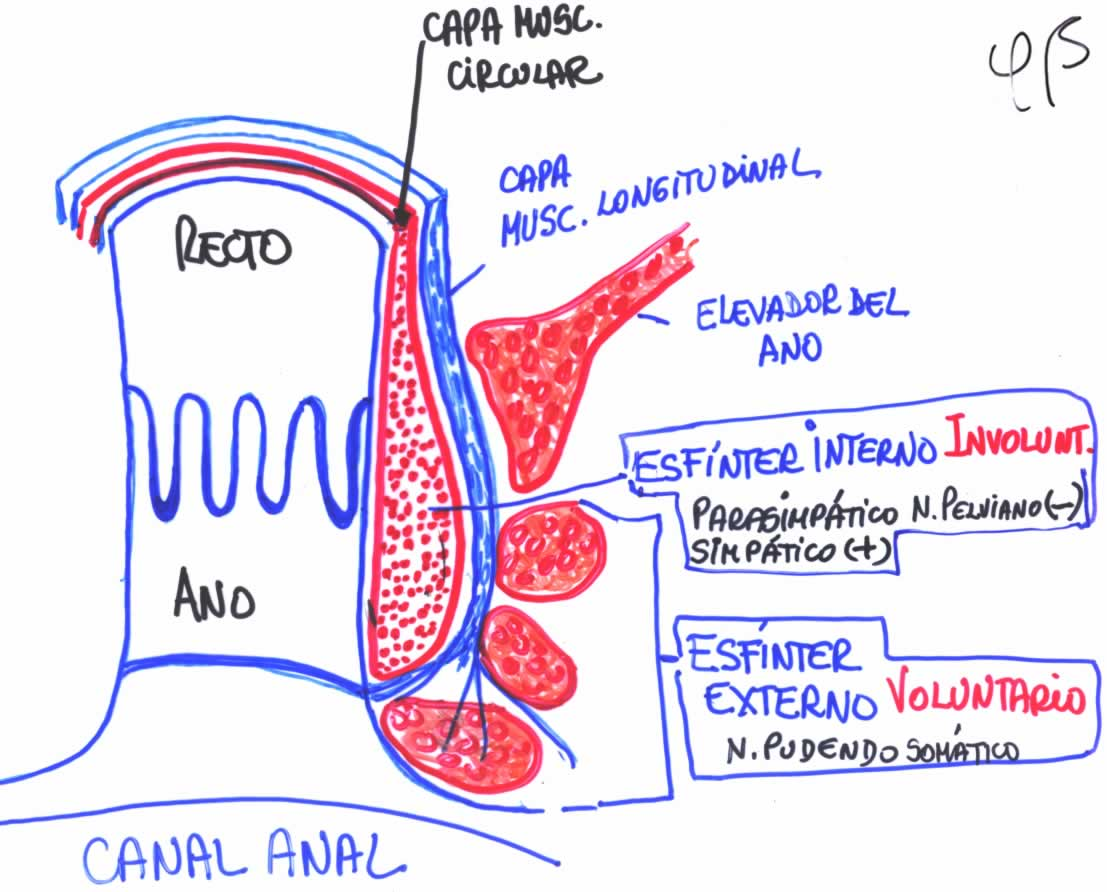 CAPA MUSC.
CIRCULAR
CAPA
MUSC. LONGITUDINAL
RECTO
ELEVADOR DEL
ANO
ESFÍNTER INTERNO INVOLUNT.
PARASIMPÁTICO N. PELVIANO (-)
SIMPÁTICO (+)
ANO
ESFÍNTER
EXTERNO VOLUNTARIO
N. PUDENDO SOMÁTICO
CANAL ANAL